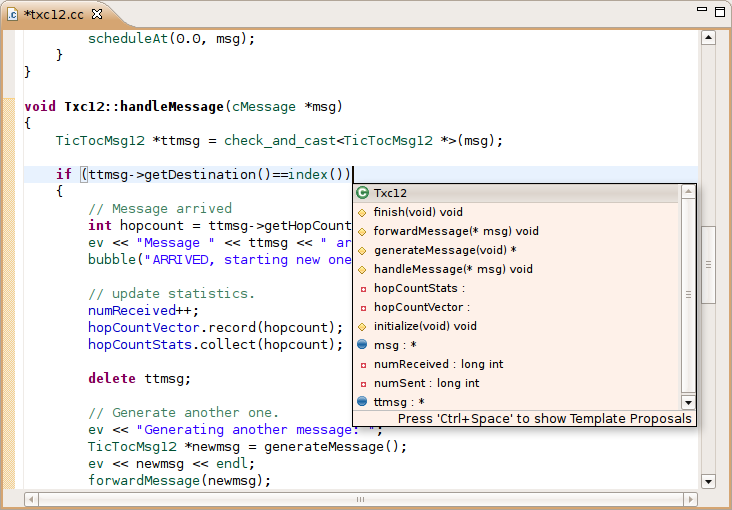 *txc12.cc
scheduleAt(0.0, msg);
}
}
void Txc12::handleMessage(cMessage *msg)
{
TicTocMsg12 *ttmsg = check_and_cast<TicTocMsg12 *>(msg);
if (ttmsg->getDestination()==index())
{
// Message arrived
int hopcount = ttmsg->getHopCount
ev << "Message " << ttmsg << " ar
bubble("ARRIVED, starting new one
// update statistics.
numReceived++;
hopCountVector.record(hopcount);
hopCountStats.collect(hopcount);
delete ttmsg;
// Generate another one.
ev << "Generating another message: ";
TicTocMsg12 *newmsg = generateMessage();
ev << newmsg << endl;
forwardMessage(newmsg);
Txc12
finish(void) void
forwardMessage(* msg) void
generateMessage(void) *
handleMessage(* msg) void
hopCountStats :
hopCountVector :
initialize(void) void
msg : *
numReceived : long int
numSent : long int
ttmsg : *
Press 'Ctrl+Space' to show Template Proposals